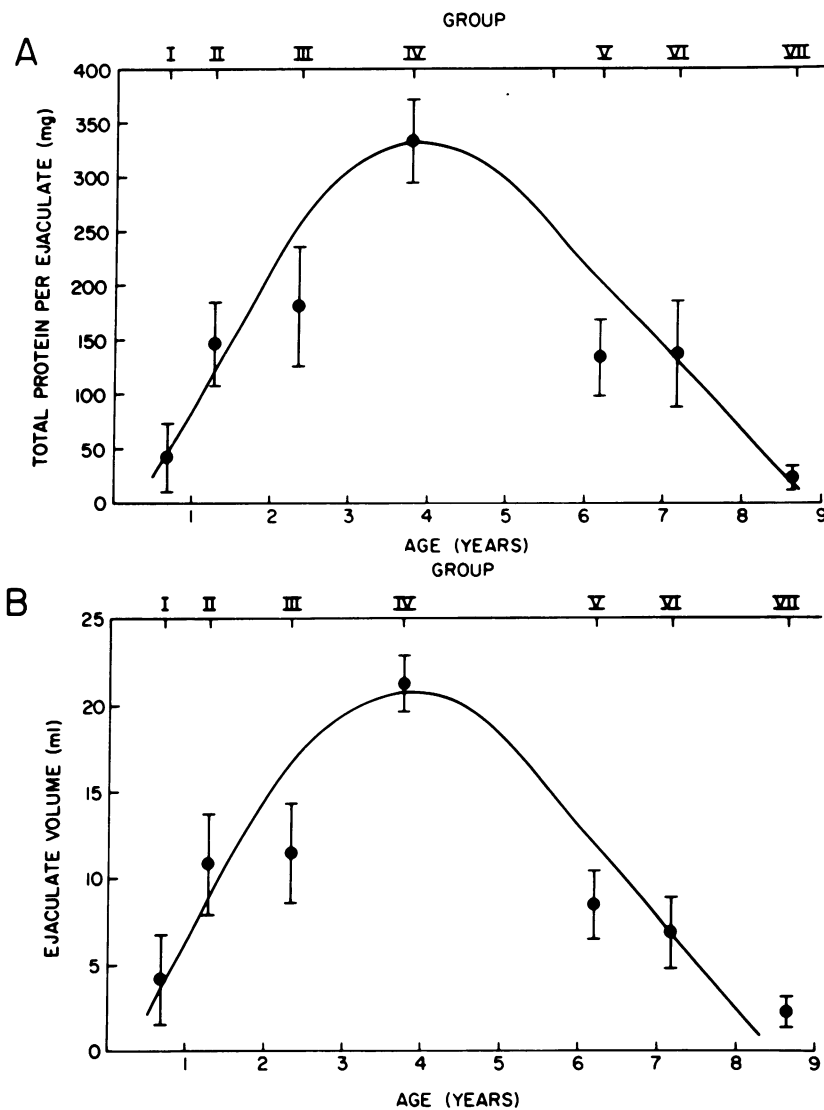 GROUP
A
I II III IV V VI VII
400
350
300
250
200
150
100
50
0
TOTAL PROTEIN PER EJACULATE (mg)
1 2 3 4 5 6 7 8 9
AGE (YEARS)
GROUP
B
I II III IV V VI VII
25
20
15
10
5
0
EJACULATE VOLUME (ml)
1 2 3 4 5 6 7 8 9
AGE (YEARS)